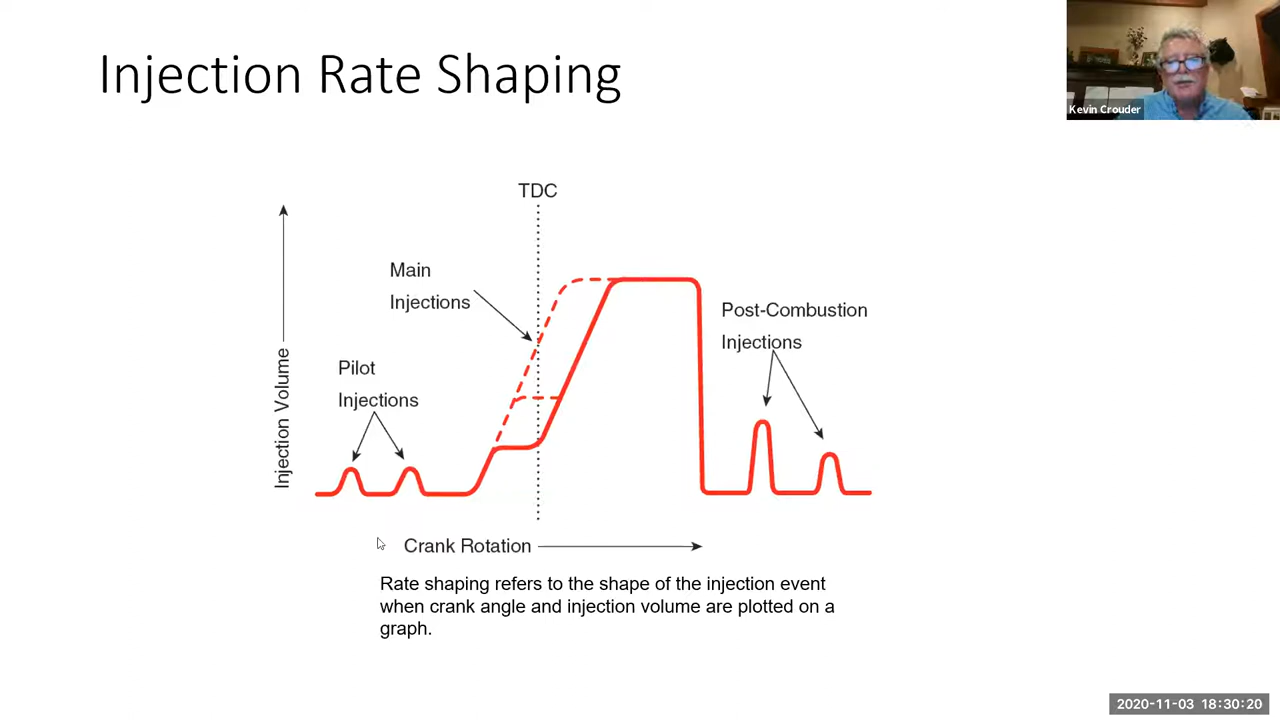 Injection Rate Shaping
Kevin Crouder
TDC
Main
Injections
Post-Combustion
Injections
Pilot
Injections
Injection Volume
Crank Rotation
Rate shaping refers to the shape of the injection event
when crank angle and injection volume are plotted on a
graph.
2020-11-03 18:30:20